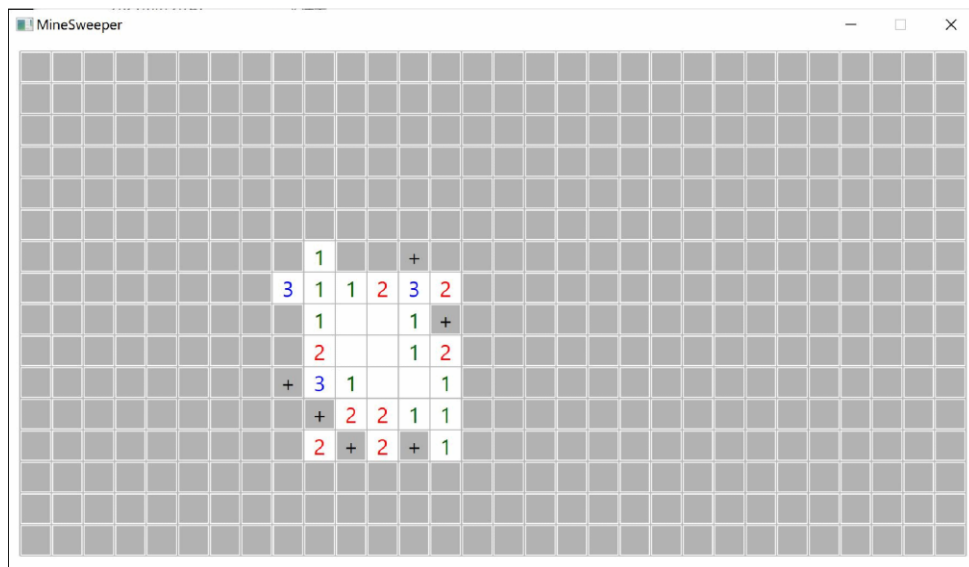 MineSweeper
1 +
3 1 1 2 3 2
1 1 +
2 1 2
+ 3 1 1
+ 2 2 1 1
2 + 2 + 1